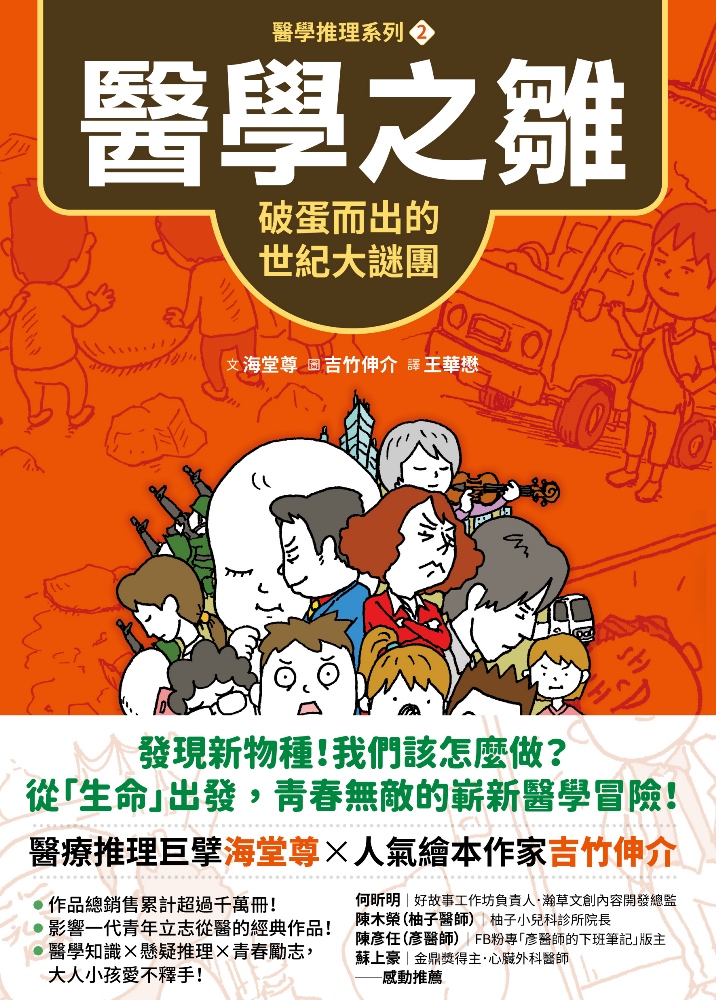 醫學推理系列 2
醫學之雛
破蛋而出的
世紀大謎團
文 海堂尊 圖 吉竹伸介 譯 王華懋
發現新物種！我們該怎麼做？
從「生命」出發，青春無敵的嶄新醫學冒險！
醫療推理巨擘海堂尊×人氣繪本作家吉竹伸介
●作品總銷售累計超過千萬冊！
●影響一代青年立志從醫的經典作品！
●醫學知識×懸疑推理×青春勵志，
大人小孩愛不釋手！
何昕明｜好故事工作坊負責人·瀚草文創內容開發總監
陳木榮（柚子醫師）｜柚子小兒科診所院長
陳彥任（彥醫師）｜FB粉專「彥醫師的下班筆記」版主
蘇上豪｜金鼎獎得主·心臟外科醫師
——感動推薦